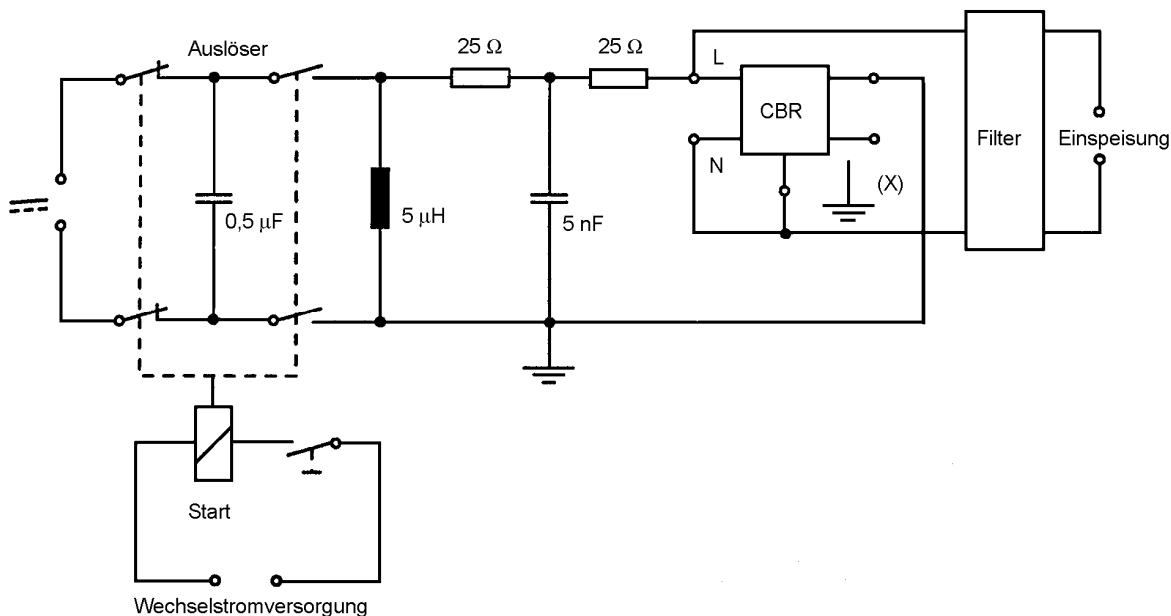 Auslöser
25 Ω
25 Ω
L
CBR
N
(X)
Filter
Einspeisung
0,5 µF
5 µH
5 nF
Start
Wechselstromversorgung